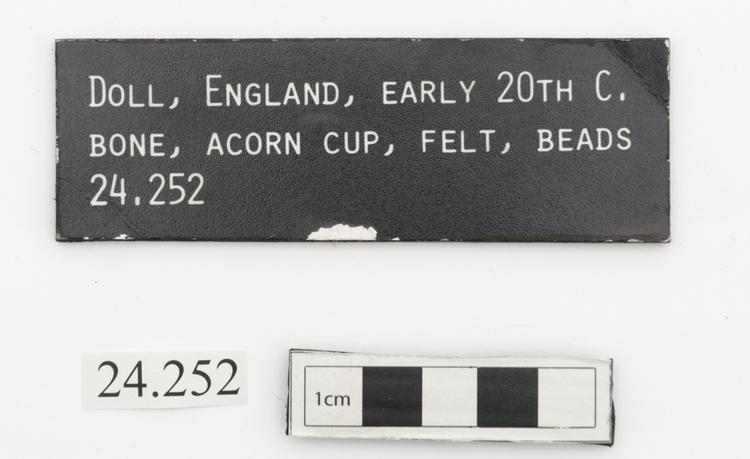 DOLL, ENGLAND, EARLY 20TH C.
BONE, ACORN CUP, FELT, BEADS
24.252
24.252
1cm